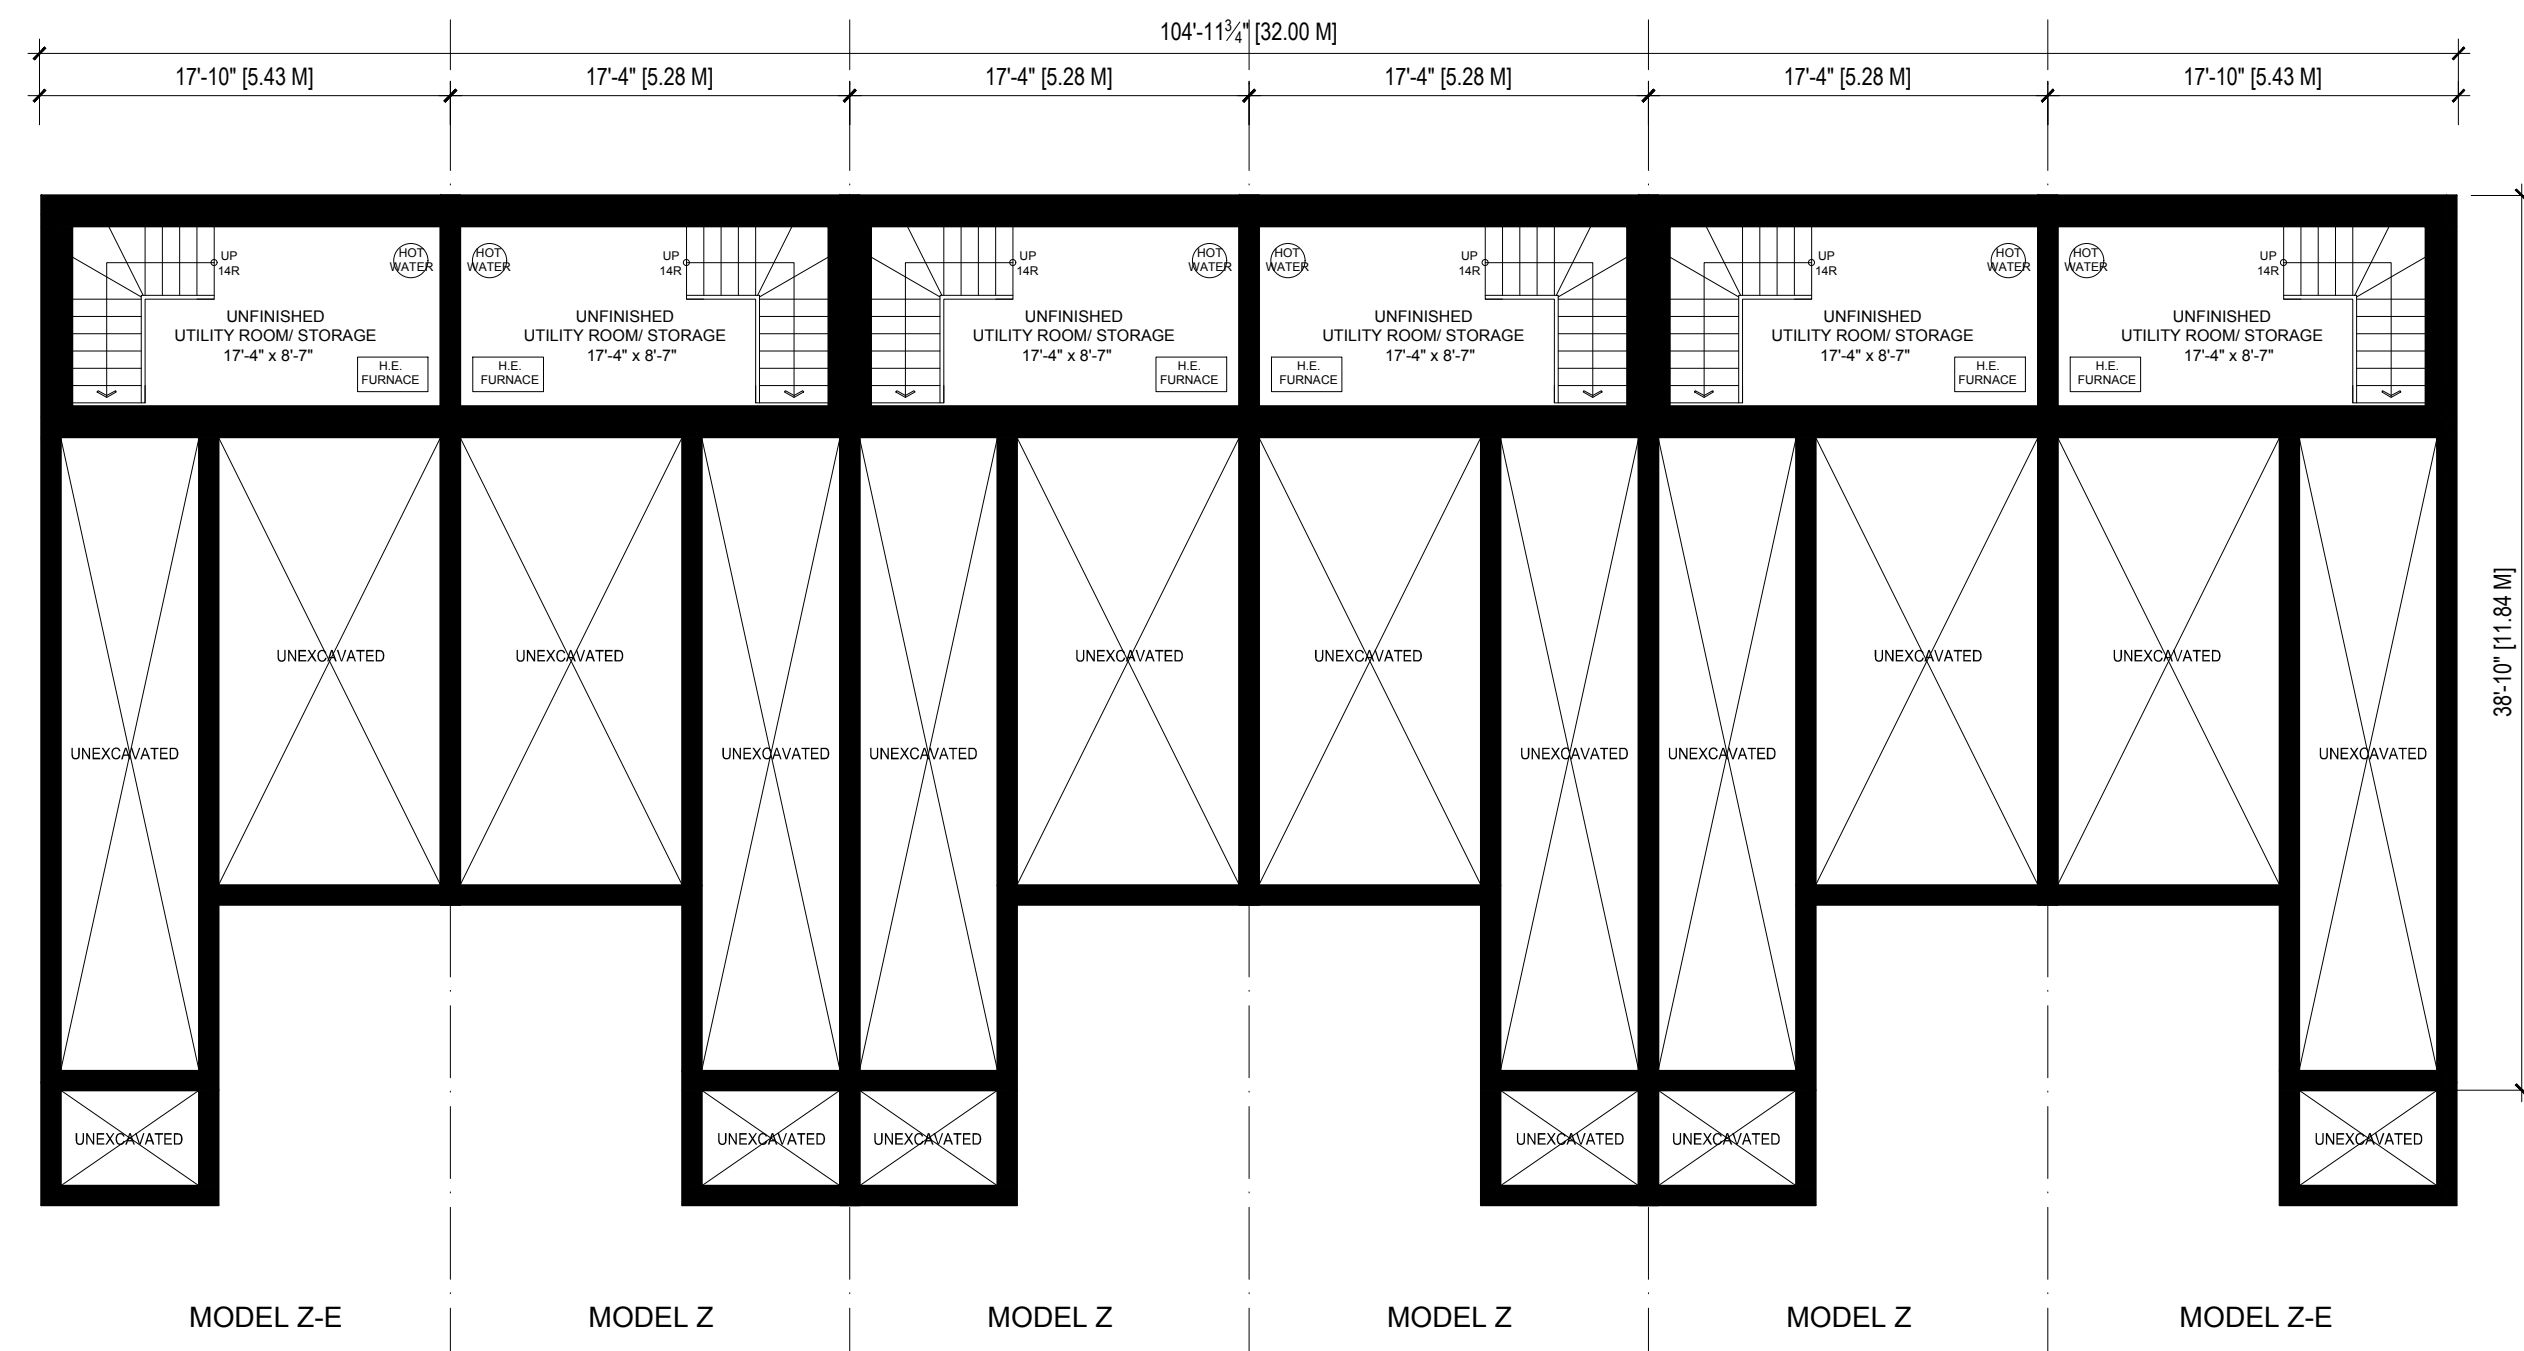 104'-11¾" [32.00 M]
17'-10" [5.43 M] 17'-4" [5.28 M] 17'-4" [5.28 M] 17'-4" [5.28 M] 17'-4" [5.28 M] 17'-10" [5.43 M]
UP
14R
HOT
WATER
UNFINISHED
UTILITY ROOM/ STORAGE
17'-4" x 8'-7"
H.E.
FURNACE
HOT
WATER
UP
14R
UNFINISHED
UTILITY ROOM/ STORAGE
17'-4" x 8'-7"
H.E.
FURNACE
UP
14R
HOT
WATER
UNFINISHED
UTILITY ROOM/ STORAGE
17'-4" x 8'-7"
H.E.
FURNACE
HOT
WATER
UP
14R
UNFINISHED
UTILITY ROOM/ STORAGE
17'-4" x 8'-7"
H.E.
FURNACE
UP
14R
HOT
WATER
UNFINISHED
UTILITY ROOM/ STORAGE
17'-4" x 8'-7"
H.E.
FURNACE
HOT
WATER
UP
14R
UNFINISHED
UTILITY ROOM/ STORAGE
17'-4" x 8'-7"
H.E.
FURNACE
38'-10" [11.84 M]
UNEXCAVATED UNEXCAVATED UNEXCAVATED UNEXCAVATED UNEXCAVATED UNEXCAVATED
UNEXCAVATED UNEXCAVATED UNEXCAVATED UNEXCAVATED UNEXCAVATED UNEXCAVATED
UNEXCAVATED UNEXCAVATED UNEXCAVATED UNEXCAVATED UNEXCAVATED UNEXCAVATED
MODEL Z-E MODEL Z MODEL Z MODEL Z MODEL Z MODEL Z-E